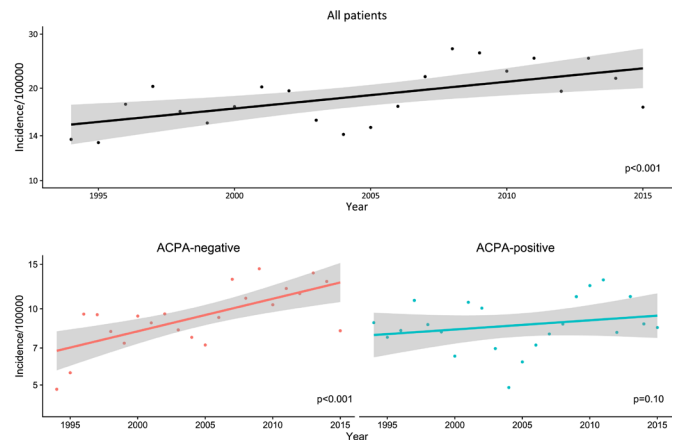 All patients
30
20
14
10
Incidence/100000
1995 2000 2005 2010 2015
Year
p<0.001
ACPA-negative ACPA-positive
15
10
7
5
Incidence/100000
p<0.001 p=0.10
1995 2000 2005 2010 2015 1995 2000 2005 2010 2015
Year